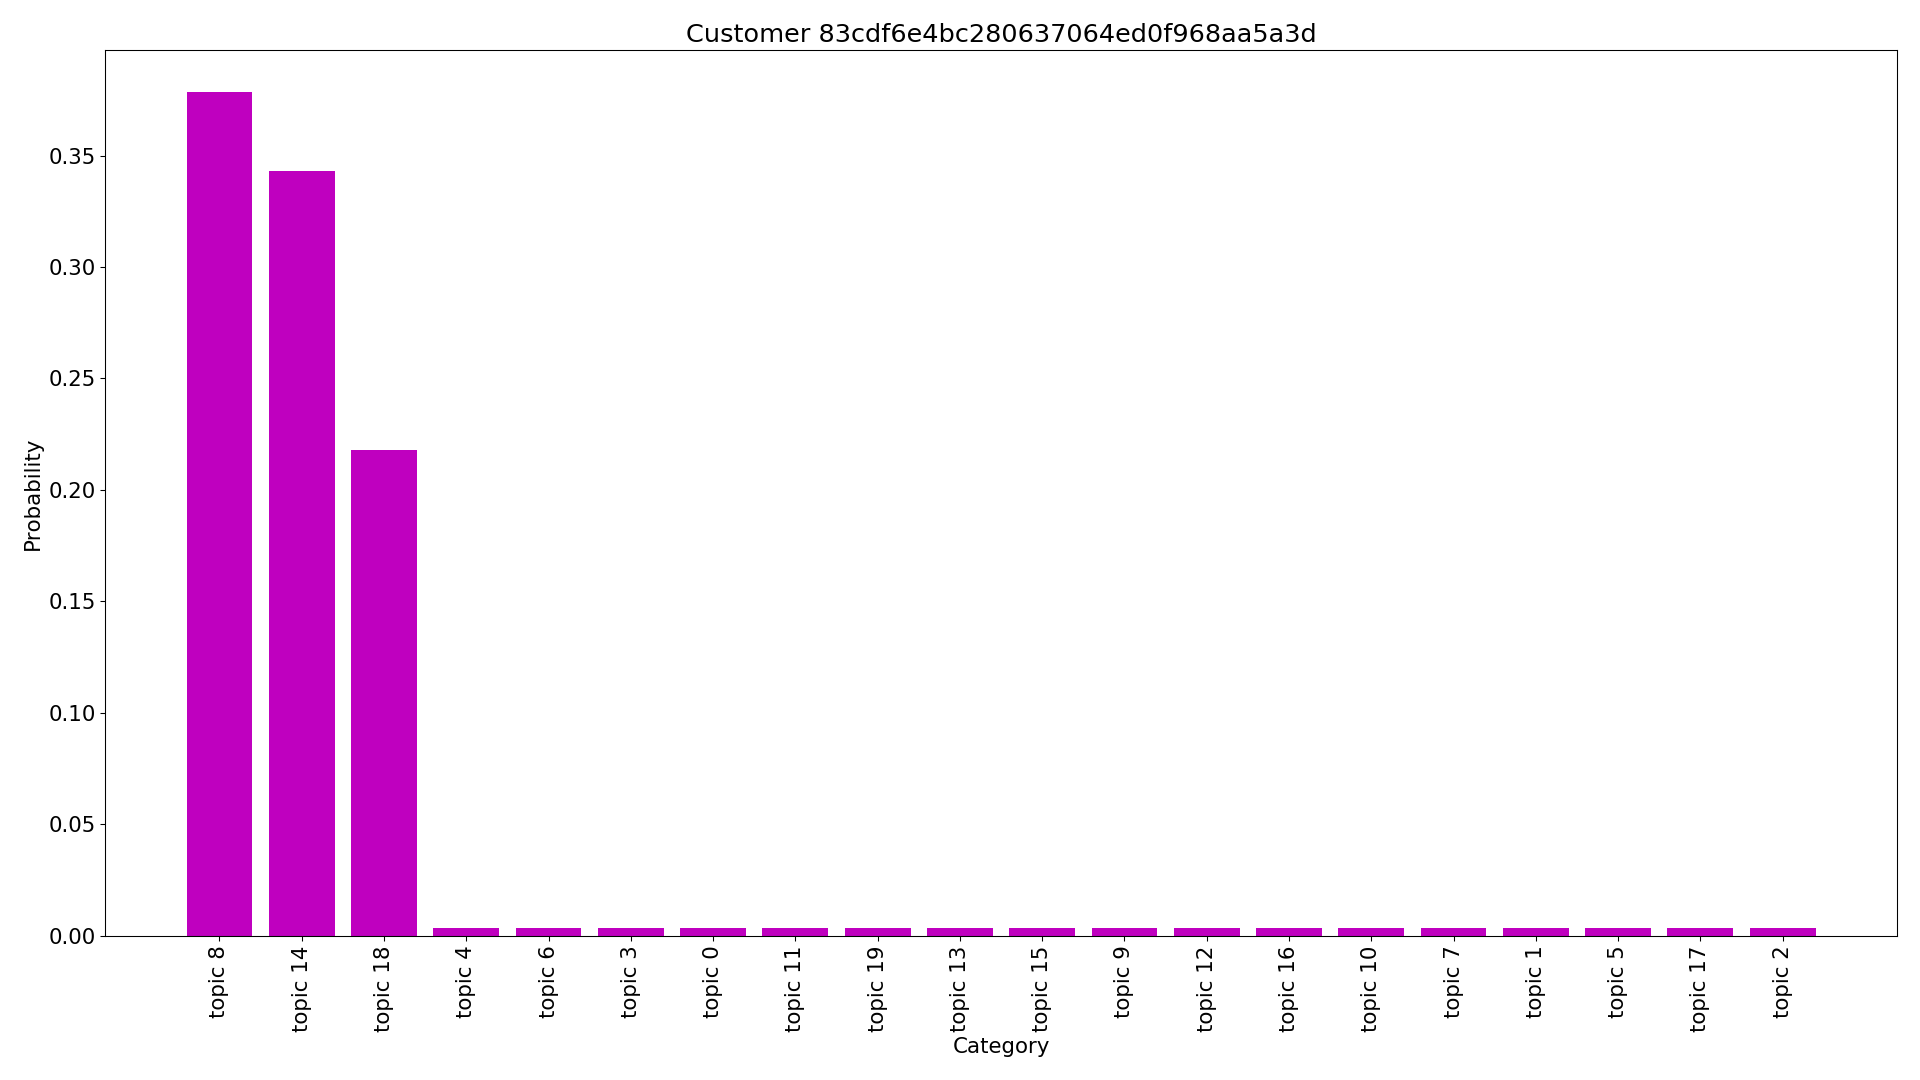 Customer 83cdf6e4bc280637064ed0f968aa5a3d
Probability
0.35
0.30
0.25
0.20
0.15
0.10
0.05
0.00
topic 8
topic 14
topic 18
topic 4
topic 6
topic 3
topic 0
topic 11
topic 19
topic 13
topic 15
topic 9
topic 12
topic 16
topic 10
topic 7
topic 1
topic 5
topic 17
topic 2
Category